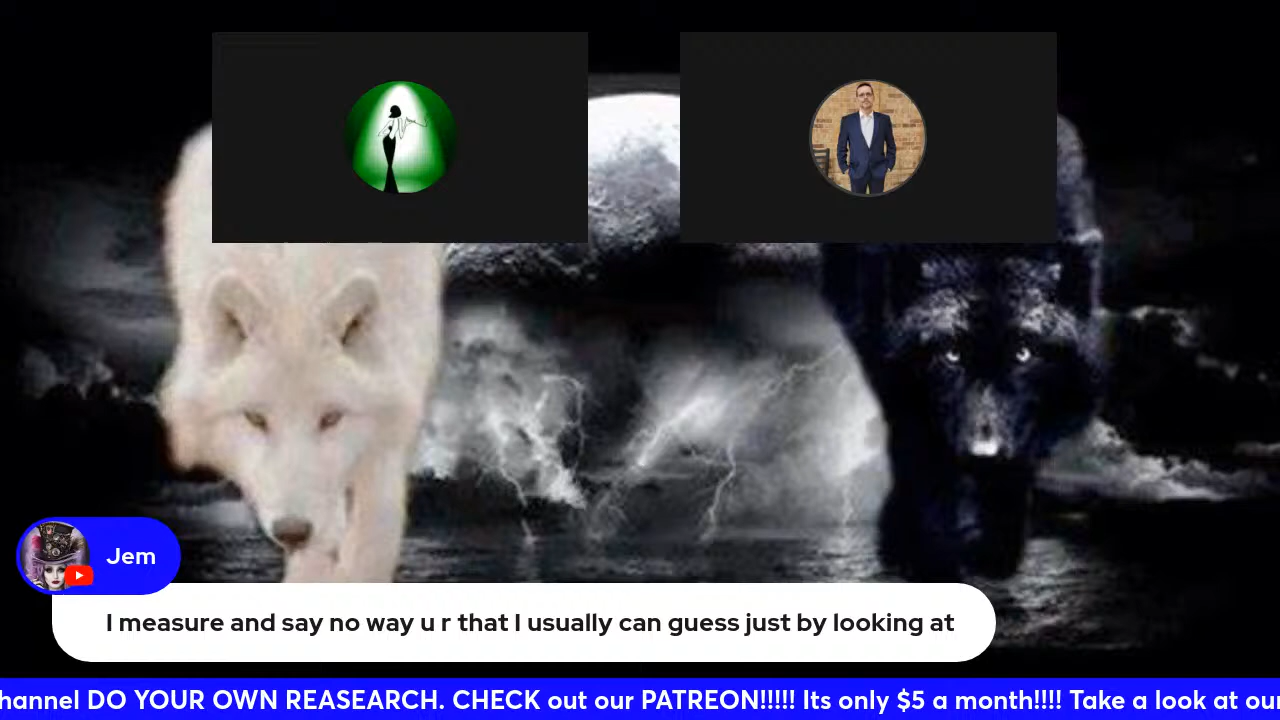 Jem
I measure and say no way u r that I usually can guess just by looking at
hannel DO YOUR OWN REASEARCH. CHECK out our PATREON!!!!! Its only $5 a month!!!! Take a look at ou